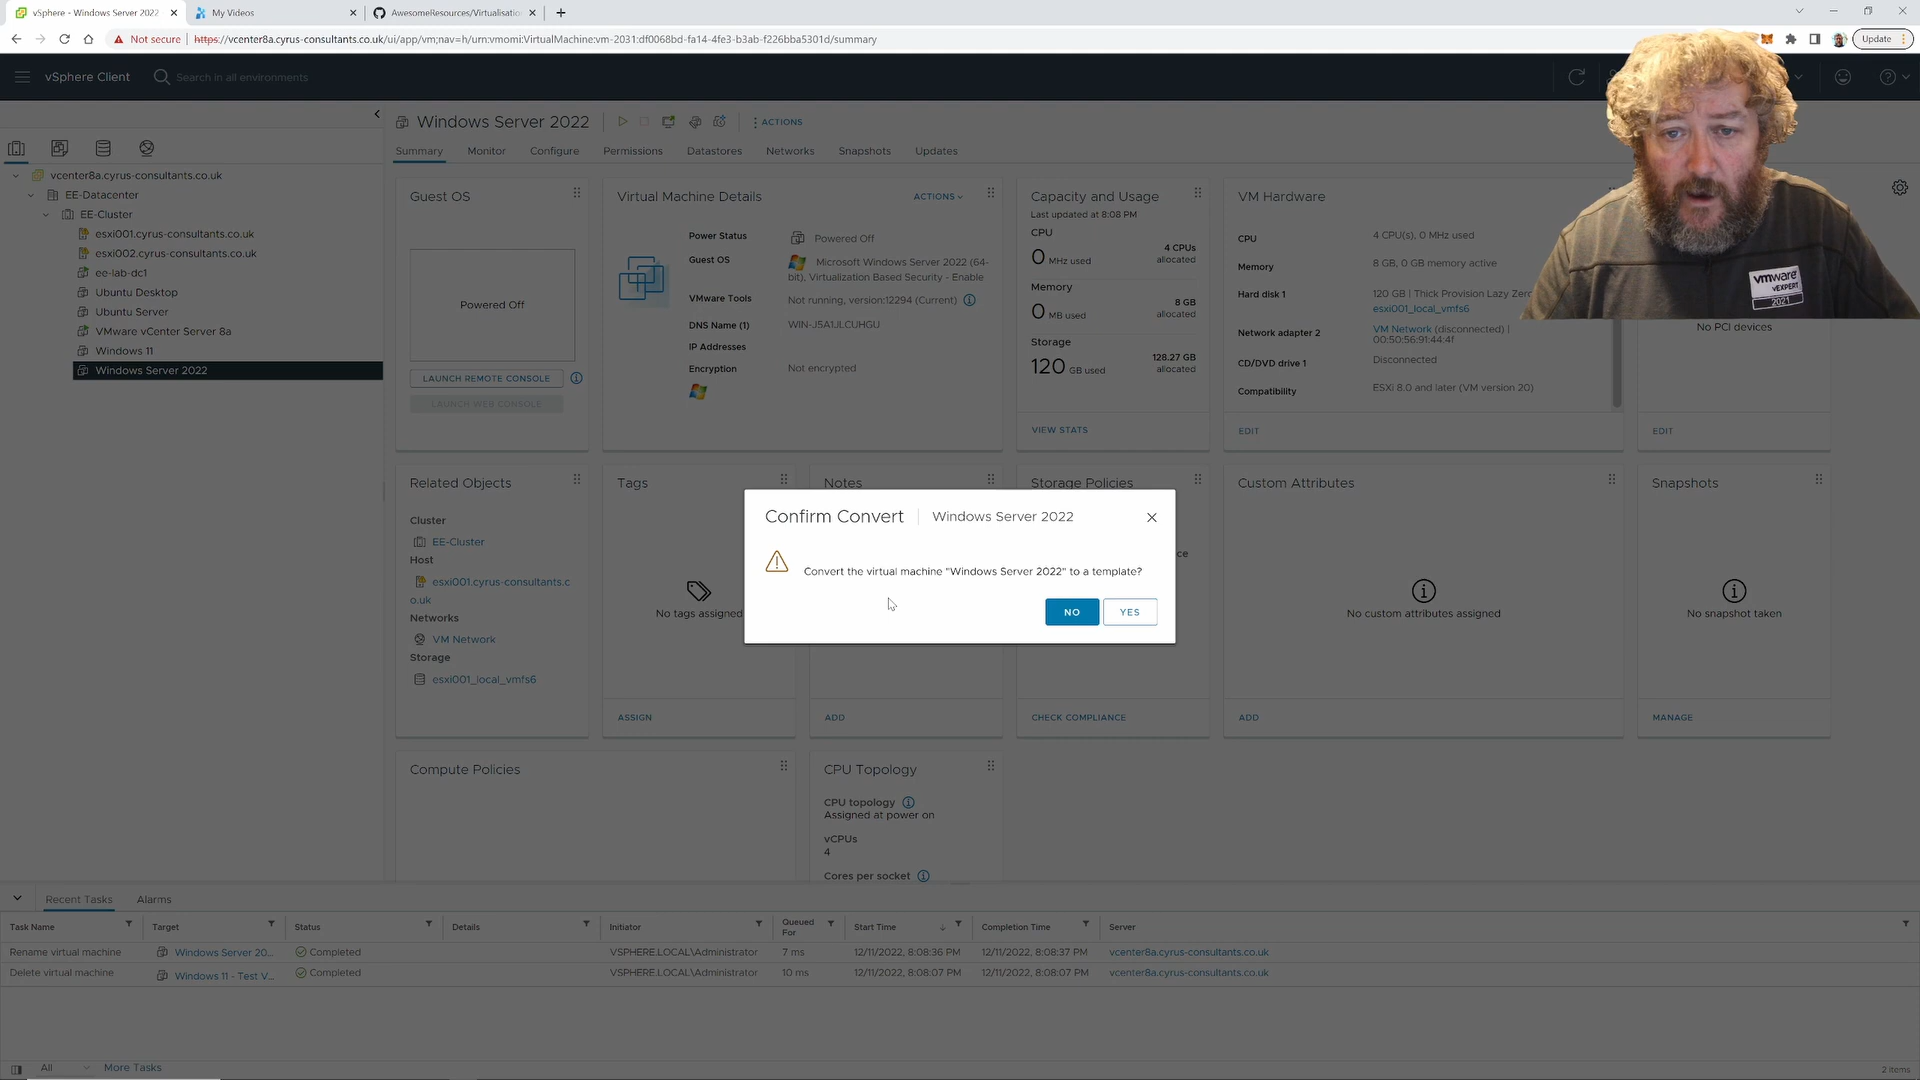 vSphere - Windows Server 2022
My Videos
AwesomeResources/Virtualisatio
Not secure
https://vcenter8a.cyrus-consultants.co.uk/ui/app/vm;nav=h/urn:vmomi:VirtualMachine:vm-2031:df0068bd-fa14-4fe3-b3ab-f226bba5301d/summary
Update
vSphere Client
Search in all environments
vcenter8a.cyrus-consultants.co.uk
EE-Datacenter
EE-Cluster
esxi001.cyrus-consultants.co.uk
esxi002.cyrus-consultants.co.uk
ee-lab-dc1
Ubuntu Desktop
Ubuntu Server
VMware vCenter Server 8a
Windows 11
Windows Server 2022
Windows Server 2022
ACTIONS
Summary
Monitor
Configure
Permissions
Datastores
Networks
Snapshots
Updates
Guest OS
Powered Off
LAUNCH REMOTE CONSOLE
LAUNCH WEB CONSOLE
Virtual Machine Details
ACTIONS
Power Status
Powered Off
Guest OS
Microsoft Windows Server 2022 (64-
bit), Virtualization Based Security - Enable
VMware Tools
Not running, version:12294 (Current)
DNS Name (1)
WIN-J5A1JLCUHGU
IP Addresses
Encryption
Not encrypted
Capacity and Usage
Last updated at 8:08 PM
CPU
0 MHz used
4 CPUs
allocated
Memory
0 MB used
8 GB
allocated
Storage
120 GB used
128.27 GB
allocated
VIEW STATS
VM Hardware
CPU
4 CPU(s), 0 MHz used
Memory
8 GB, 0 GB memory active
Hard disk 1
120 GB | Thick Provision Lazy Zero
esxi001_local_vmfs6
Network adapter 2
VM Network (disconnected) |
00:50:56:91:44:4f
CD/DVD drive 1
Disconnected
Compatibility
ESXi 8.0 and later (VM version 20)
EDIT
No PCI devices
EDIT
vmware
vEXPERT
2021
Related Objects
Cluster
EE-Cluster
Host
esxi001.cyrus-consultants.c
o.uk
Networks
VM Network
Storage
esxi001_local_vmfs6
Tags
No tags assigned
ASSIGN
Notes
ADD
Storage Policies
ce
CHECK COMPLIANCE
Custom Attributes
No custom attributes assigned
ADD
Snapshots
No snapshot taken
MANAGE
Confirm Convert
Windows Server 2022
Convert the virtual machine "Windows Server 2022" to a template?
NO
YES
Compute Policies
CPU Topology
CPU topology
Assigned at power on
vCPUs
4
Cores per socket
Recent Tasks
Alarms
Task Name
Target
Status
Details
Initiator
Queued
For
Start Time
Completion Time
Server
Rename virtual machine
Windows Server 20...
Completed
VSPHERE.LOCAL\Administrator
7 ms
12/11/2022, 8:08:36 PM
12/11/2022, 8:08:37 PM
vcenter8a.cyrus-consultants.co.uk
Delete virtual machine
Windows 11 - Test V...
Completed
VSPHERE.LOCAL\Administrator
10 ms
12/11/2022, 8:08:07 PM
12/11/2022, 8:08:07 PM
vcenter8a.cyrus-consultants.co.uk
All
More Tasks
2 items